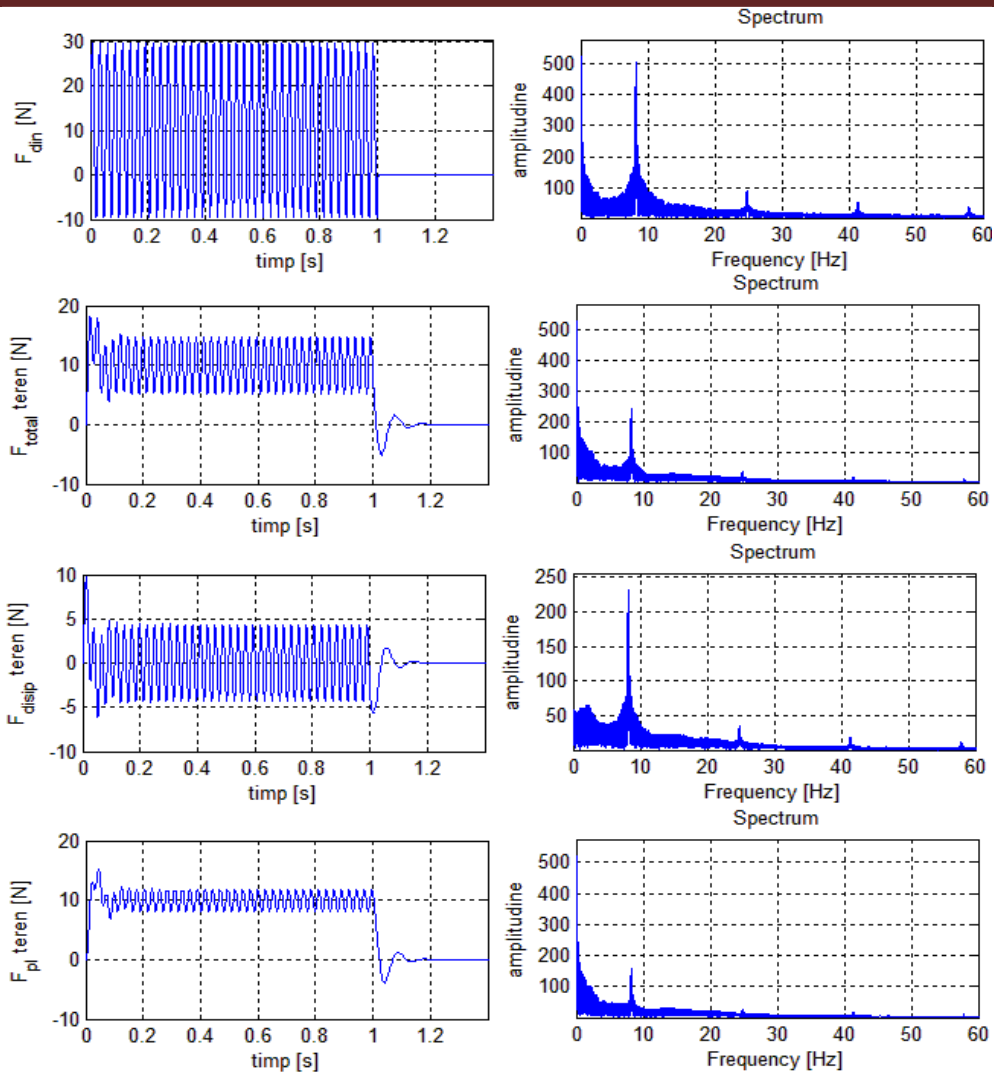 Spectrum
F_din [N]
30
20
10
0
-10
0 0.2 0.4 0.6 0.8 1 1.2
timp [s]
amplitudine
500
400
300
200
100
0 10 20 30 40 50 60
Frequency [Hz]
Spectrum
F_total teren [N]
20
10
0
-10
0 0.2 0.4 0.6 0.8 1 1.2
timp [s]
amplitudine
500
400
300
200
100
0 10 20 30 40 50 60
Frequency [Hz]
Spectrum
F_disip teren [N]
10
5
0
-5
-10
0 0.2 0.4 0.6 0.8 1 1.2
timp [s]
amplitudine
250
200
150
100
50
0 10 20 30 40 50 60
Frequency [Hz]
Spectrum
F_pl teren [N]
20
10
0
-10
0 0.2 0.4 0.6 0.8 1 1.2
timp [s]
amplitudine
500
400
300
200
100
0 10 20 30 40 50 60
Frequency [Hz]